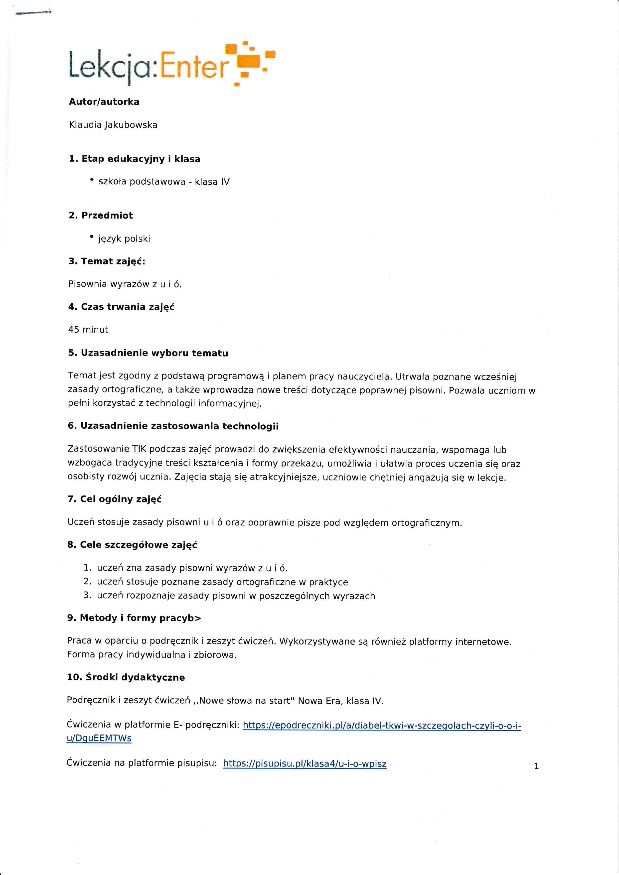 Lekcja:Enter
Autor/autorka
Klaudia Jakubowska
1. Etap edukacyjny i klasa
• szkoła podstawowa - klasa IV
2. Przedmiot
• język polski
3. Temat zajęć:
Pisownia wyrazów z u i ó.
4. Czas trwania zajęć
45 minut
5. Uzasadnienie wyboru tematu
Temat jest zgodny z podstawą programową i planem pracy nauczyciela. Utrwala poznane wcześniej
zasady ortograficzne, a także wprowadza nowe treści dotyczące poprawnej pisowni. Pozwala uczniom w
pełni korzystać z technologii informacyjnej.
6. Uzasadnienie zastosowania technologii
Zastosowanie TIK podczas zajęć prowadzi do zwiększenia efektywności nauczania, wspomaga lub
wzbogaca tradycyjne treści kształcenia i formy przekazu, umożliwia i ułatwia proces uczenia się oraz
osobisty rozwój ucznia. Zajęcia stają się atrakcyjniejsze, uczniowie chętniej angażują się w lekcje.
7. Cel ogólny zajęć
Uczeń stosuje zasady pisowni u i ó oraz poprawnie pisze pod względem ortograficznym.
8. Cele szczegółowe zajęć
1. uczeń zna zasady pisowni wyrazów z u i ó.
2. uczeń stosuje poznane zasady ortograficzne w praktyce
3. uczeń rozpoznaje zasady pisowni w poszczególnych wyrazach
9. Metody i formy pracyb>
Praca w oparciu o podręcznik i zeszyt ćwiczeń. Wykorzystywane są również platformy internetowe.
Forma pracy indywidualna i zbiorowa.
10. Środki dydaktyczne
Podręcznik i zeszyt ćwiczeń ,,Nowe słowa na start" Nowa Era, klasa IV.
Ćwiczenia w platformie E- podręczniki: https://epodreczniki.pl/a/diabel-tkwi-w-szczegolach-czyli-o-o-i-
u/DguEEMTWs
Ćwiczenia na platformie pisupisu: https://pisupisu.pl/klasa4/u-i-o-wpisz
1